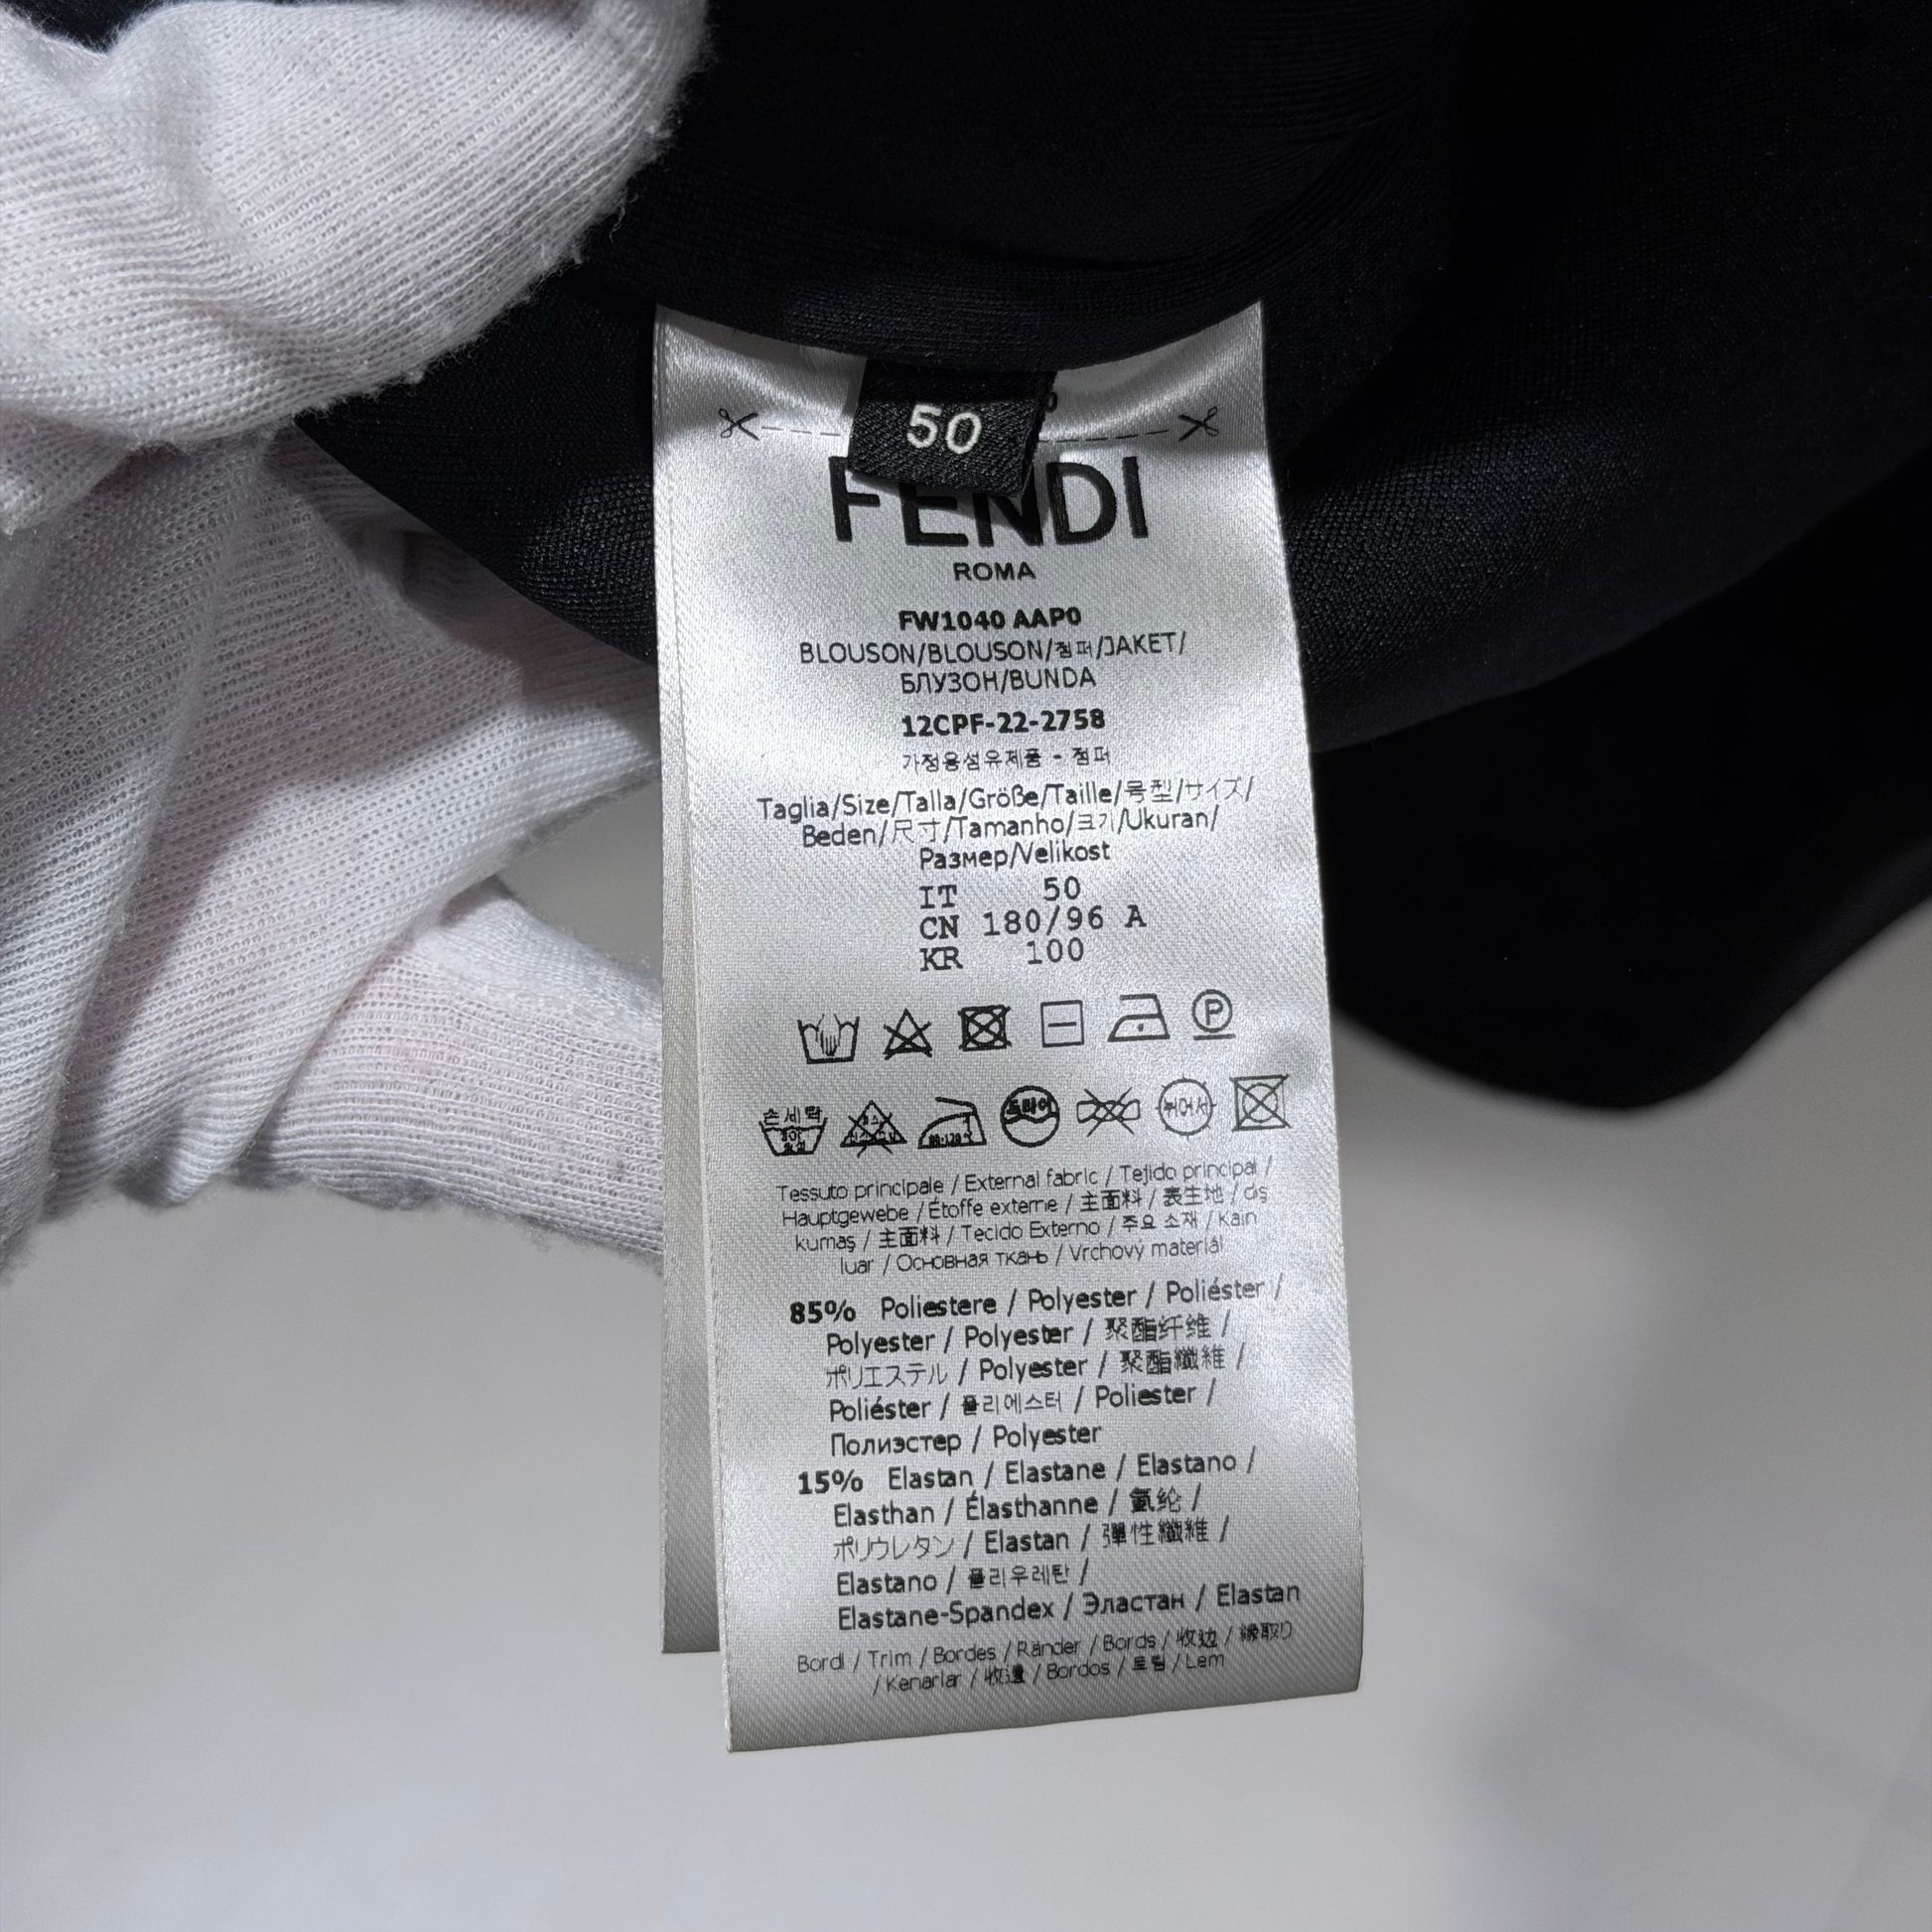 50
FENDI
ROMA
FW1040 AAP0
BLOUSON/BLOUSON/점퍼/JAKET/
БЛУЗОН/BUNDA
12CPF-22-2758
가정용섬유제품 - 점퍼
Taglia/Size/Talla/Größe/Taille/号型/サイズ/
Beden/尺寸/Tamanho/크기/Ukuran/
Размер/Velikost
IT 50
CN 180/96 A
KR 100
P
손세탁 드라이
Tessuto principale / External fabric / Tejido principal /
Hauptgewebe / Étoffe externe / 主面料 / 表生地 / dış
kumaş / 主面料 / Tecido Externo / 주요 소재 / Kain
luar / Основная ткань / Vrchový materiál
85% Poliestere / Polyester / Poliéster /
Polyester / Polyester / 聚酯纤维 /
ポリエステル / Polyester / 聚酯纖維 /
Poliéster / 폴리에스터 / Poliester /
Полиэстер / Polyester
15% Elastan / Elastane / Elastano /
Elasthan / Élasthanne / 氨纶 /
ポリウレタン / Elastan / 彈性纖維 /
Elastano / 폴리우레탄 /
Elastane-Spandex / Эластан / Elastan
Bordi / Trim / Bordes / Ränder / Bords / 收边 / 縁取り
/ Kenarlar / 收邊 / Bordos / 트림 / Lem